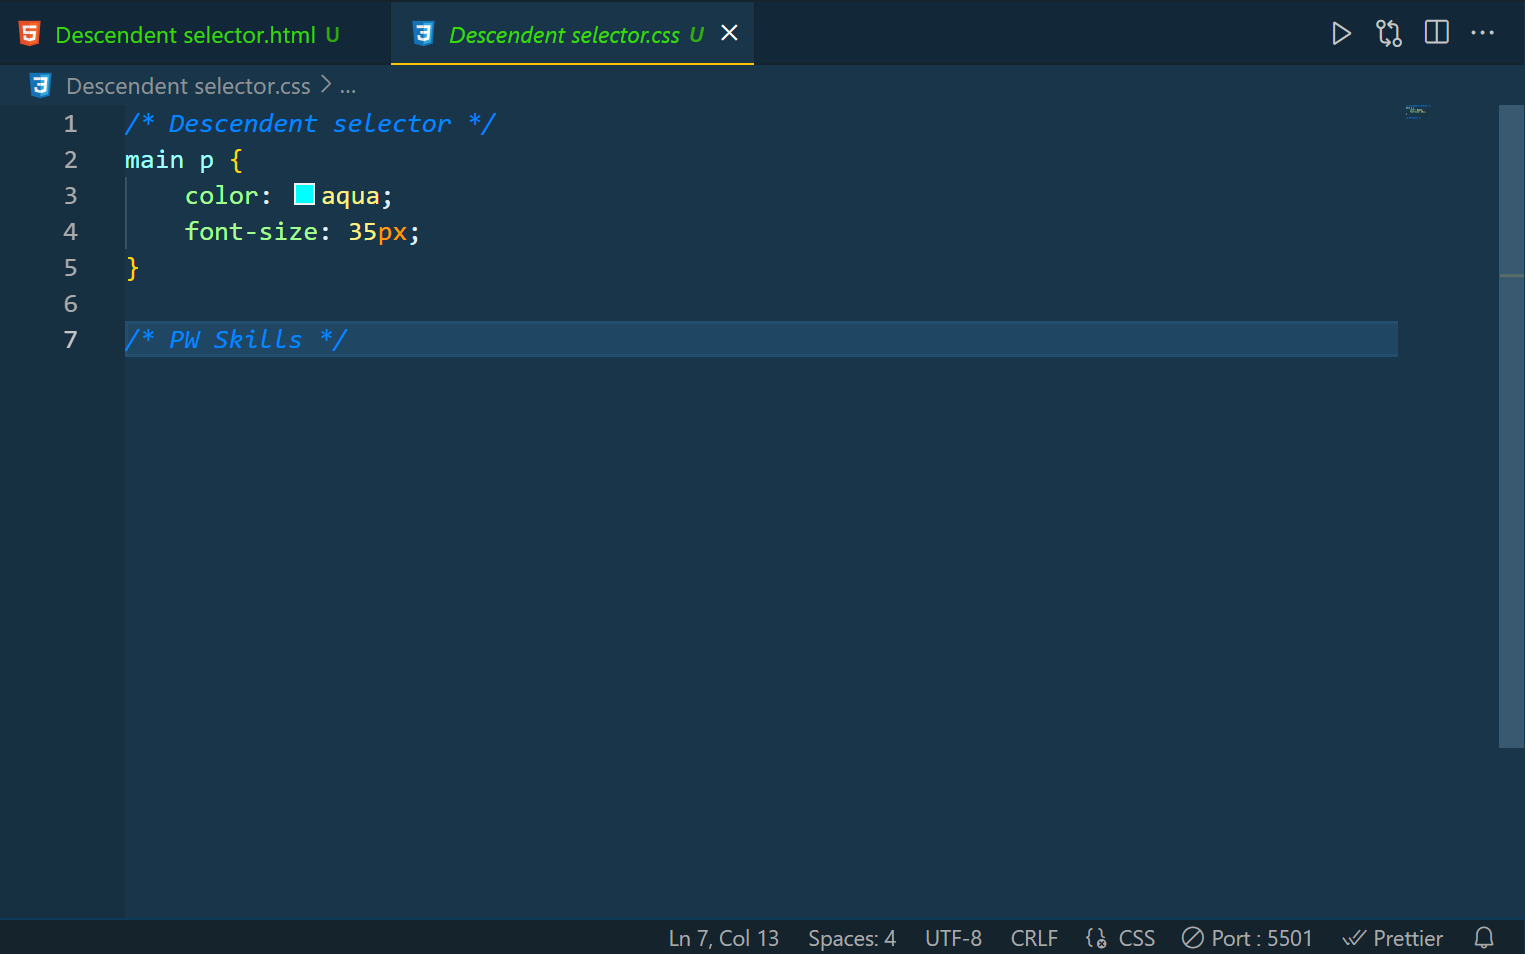 Descendent selector.html U Descendent selector.css U
Descendent selector.css > ...
1 /* Descendent selector */
2 main p {
3 color: aqua;
4 font-size: 35px;
5 }
6
7 /* PW Skills */
Ln 7, Col 13 Spaces: 4 UTF-8 CRLF {} CSS Port : 5501 Prettier